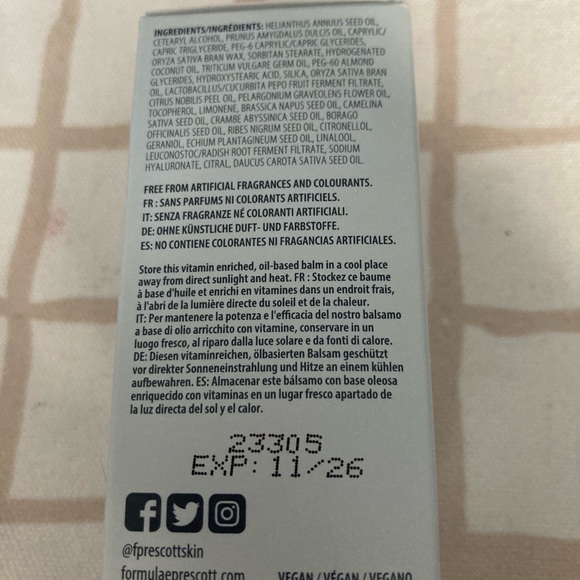 INGREDIENTS/INGRÉDIENTS: HELIANTHUS ANNUUS SEED OIL,
CETEARYL ALCOHOL, PRUNUS AMYGDALUS DULCIS OIL, CAPRYLIC/
CAPRIC TRIGLYCERIDE, PEG-6 CAPRYLIC/CAPRIC GLYCERIDES,
ORYZA SATIVA BRAN WAX, SORBITAN STEARATE, HYDROGENATED
COCONUT OIL, TRITICUM VULGARE GERM OIL, PEG-60 ALMOND
GLYCERIDES, HYDROXYSTEARIC ACID, SILICA, ORYZA SATIVA BRAN
OIL, LACTOBACILLUS/CUCURBITA PEPO FRUIT FERMENT FILTRATE,
CITRUS NOBILIS PEEL OIL, PELARGONIUM GRAVEOLENS FLOWER OIL,
TOCOPHEROL, LIMONENE, BRASSICA NAPUS SEED OIL, CAMELINA
SATIVA SEED OIL, CRAMBE ABYSSINICA SEED OIL, BORAGO
OFFICINALIS SEED OIL, RIBES NIGRUM SEED OIL, CITRONELLOL,
GERANIOL, ECHIUM PLANTAGINEUM SEED OIL, LINALOOL,
LEUCONOSTOC/RADISH ROOT FERMENT FILTRATE, SODIUM
HYALURONATE, CITRAL, DAUCUS CAROTA SATIVA SEED OIL.
FREE FROM ARTIFICIAL FRAGRANCES AND COLOURANTS.
FR : SANS PARFUMS NI COLORANTS ARTIFICIELS.
IT: SENZA FRAGRANZE NÉ COLORANTI ARTIFICIALI.
DE: OHNE KÜNSTLICHE DUFT- UND FARBSTOFFE.
ES: NO CONTIENE COLORANTES NI FRAGANCIAS ARTIFICIALES.
Store this vitamin enriched, oil-based balm in a cool place
away from direct sunlight and heat. FR : Stockez ce baume
à base d'huile et enrichi en vitamines dans un endroit frais,
à l'abri de la lumière directe du soleil et de la chaleur.
IT: Per mantenere la potenza e l'efficacia del nostro balsamo
a base di olio arricchito con vitamine, conservare in un
luogo fresco, al riparo dalla luce solare e da fonti di calore.
DE: Diesen vitaminreichen, ölbasierten Balsam geschützt
vor direkter Sonneneinstrahlung und Hitze an einem kühlen
aufbewahren. ES: Almacenar este bálsamo con base oleosa
enriquecido con vitaminas en un lugar fresco apartado de
la luz directa del sol y el calor.
23305
EXP: 11/26
@fprescottskin
formulaeprescott.com
VEGAN / VÉGAN / VEGANO